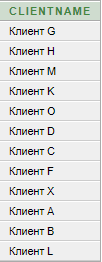 CLIENTNAME
Клиент G
Клиент H
Клиент M
Клиент K
Клиент O
Клиент D
Клиент C
Клиент F
Клиент X
Клиент A
Клиент B
Клиент L